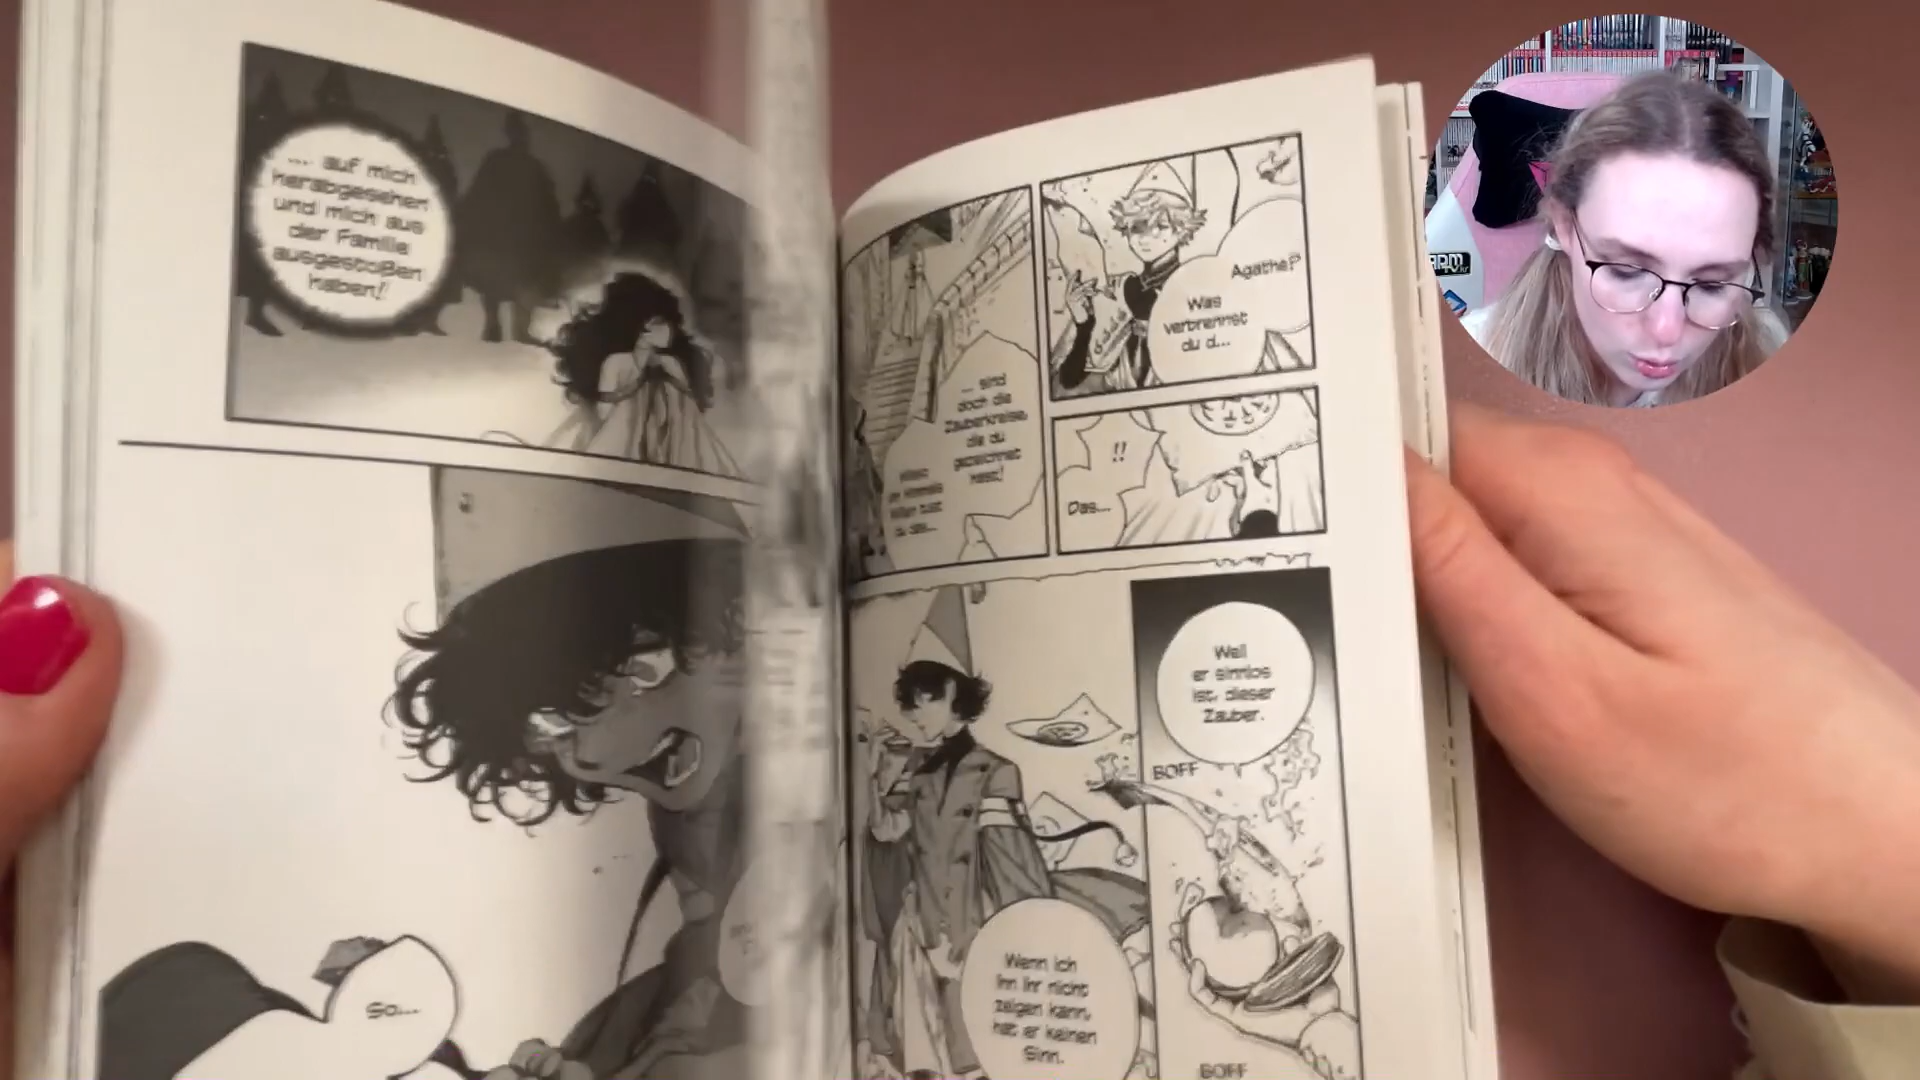 ... auf mich
herabgesehen
und mich aus
der Familie
ausgestoßen
haben!
So...
Agathe?
Was
verbrennst
du d...
... sind
doch die
Zauberkreise,
die du
gezeichnet
hast!
!!
Das...
Weil
er sinnlos
ist, dieser
Zauber.
BOFF
Wenn ich
ihn ihr nicht
zeigen kann,
hat er keinen
Sinn.
BOFF